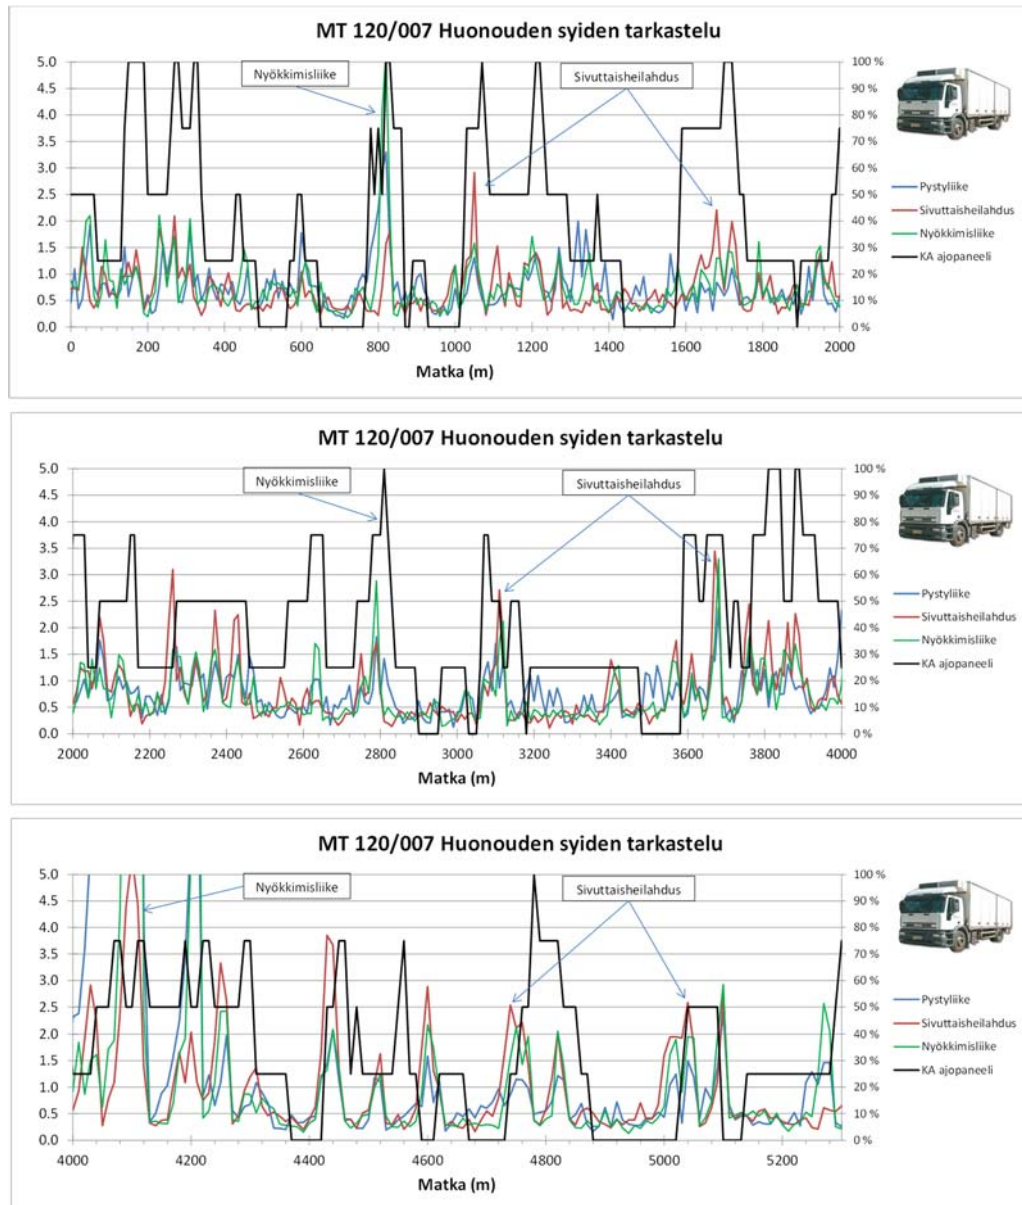 MT 120/007 Huonouden syiden tarkastelu
Nyökkimisliike
Sivuttaisheilahdus
5.0
4.5
4.0
3.5
3.0
2.5
2.0
1.5
1.0
0.5
0.0
100 %
90 %
80 %
70 %
60 %
50 %
40 %
30 %
20 %
10 %
0 %
0 200 400 600 800 1000 1200 1400 1600 1800 2000
Matka (m)
Pystyliike
Sivuttaisheilahdus
Nyökkimisliike
KA ajopaneeli
MT 120/007 Huonouden syiden tarkastelu
Nyökkimisliike
Sivuttaisheilahdus
5.0
4.5
4.0
3.5
3.0
2.5
2.0
1.5
1.0
0.5
0.0
100 %
90 %
80 %
70 %
60 %
50 %
40 %
30 %
20 %
10 %
0 %
2000 2200 2400 2600 2800 3000 3200 3400 3600 3800 4000
Matka (m)
Pystyliike
Sivuttaisheilahdus
Nyökkimisliike
KA ajopaneeli
MT 120/007 Huonouden syiden tarkastelu
Nyökkimisliike
Sivuttaisheilahdus
5.0
4.5
4.0
3.5
3.0
2.5
2.0
1.5
1.0
0.5
0.0
100 %
90 %
80 %
70 %
60 %
50 %
40 %
30 %
20 %
10 %
0 %
4000 4200 4400 4600 4800 5000 5200
Matka (m)
Pystyliike
Sivuttaisheilahdus
Nyökkimisliike
KA ajopaneeli